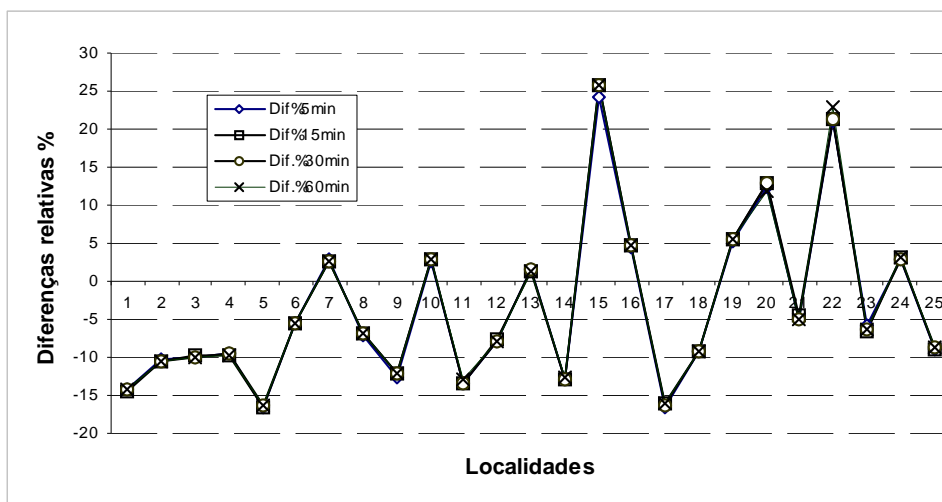 30
25
20
15
10
5
0
-5
-10
-15
-20
Diferenças relativas %
Dif%5min
Dif%15min
Dif.%30min
Dif.%60min
1 2 3 4 5 6 7 8 9 10 11 12 13 14 15 16 17 18 19 20 21 22 23 24 25
Localidades